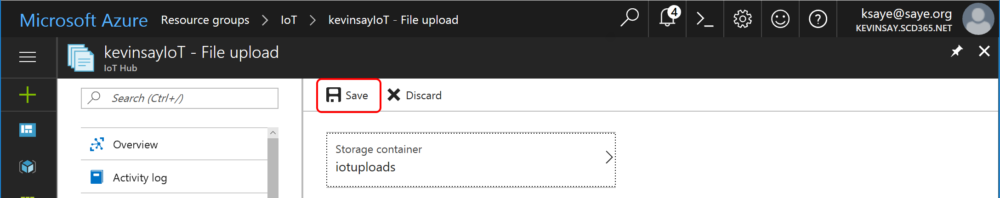 Microsoft Azure Resource groups > IoT > kevinsayIoT - File upload
4
ksaye@saye.org
KEVINSAY.SCD365.NET
kevinsayIoT - File upload
IoT Hub
Search (Ctrl+/)
Save Discard
Overview
Activity log
Storage container
iotuploads